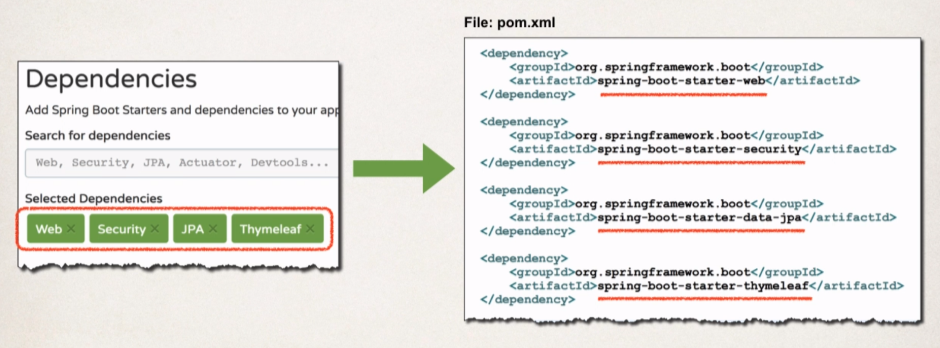 File: pom.xml
Dependencies
Add Spring Boot Starters and dependencies to your app
Search for dependencies
Web, Security, JPA, Actuator, Devtools...
Selected Dependencies
Web × Security × JPA × Thymeleaf ×
<dependency>
<groupId>org.springframework.boot</groupId>
<artifactId>spring-boot-starter-web</artifactId>
</dependency>
<dependency>
<groupId>org.springframework.boot</groupId>
<artifactId>spring-boot-starter-security</artifactId>
</dependency>
<dependency>
<groupId>org.springframework.boot</groupId>
<artifactId>spring-boot-starter-data-jpa</artifactId>
</dependency>
<dependency>
<groupId>org.springframework.boot</groupId>
<artifactId>spring-boot-starter-thymeleaf</artifactId>
</dependency>